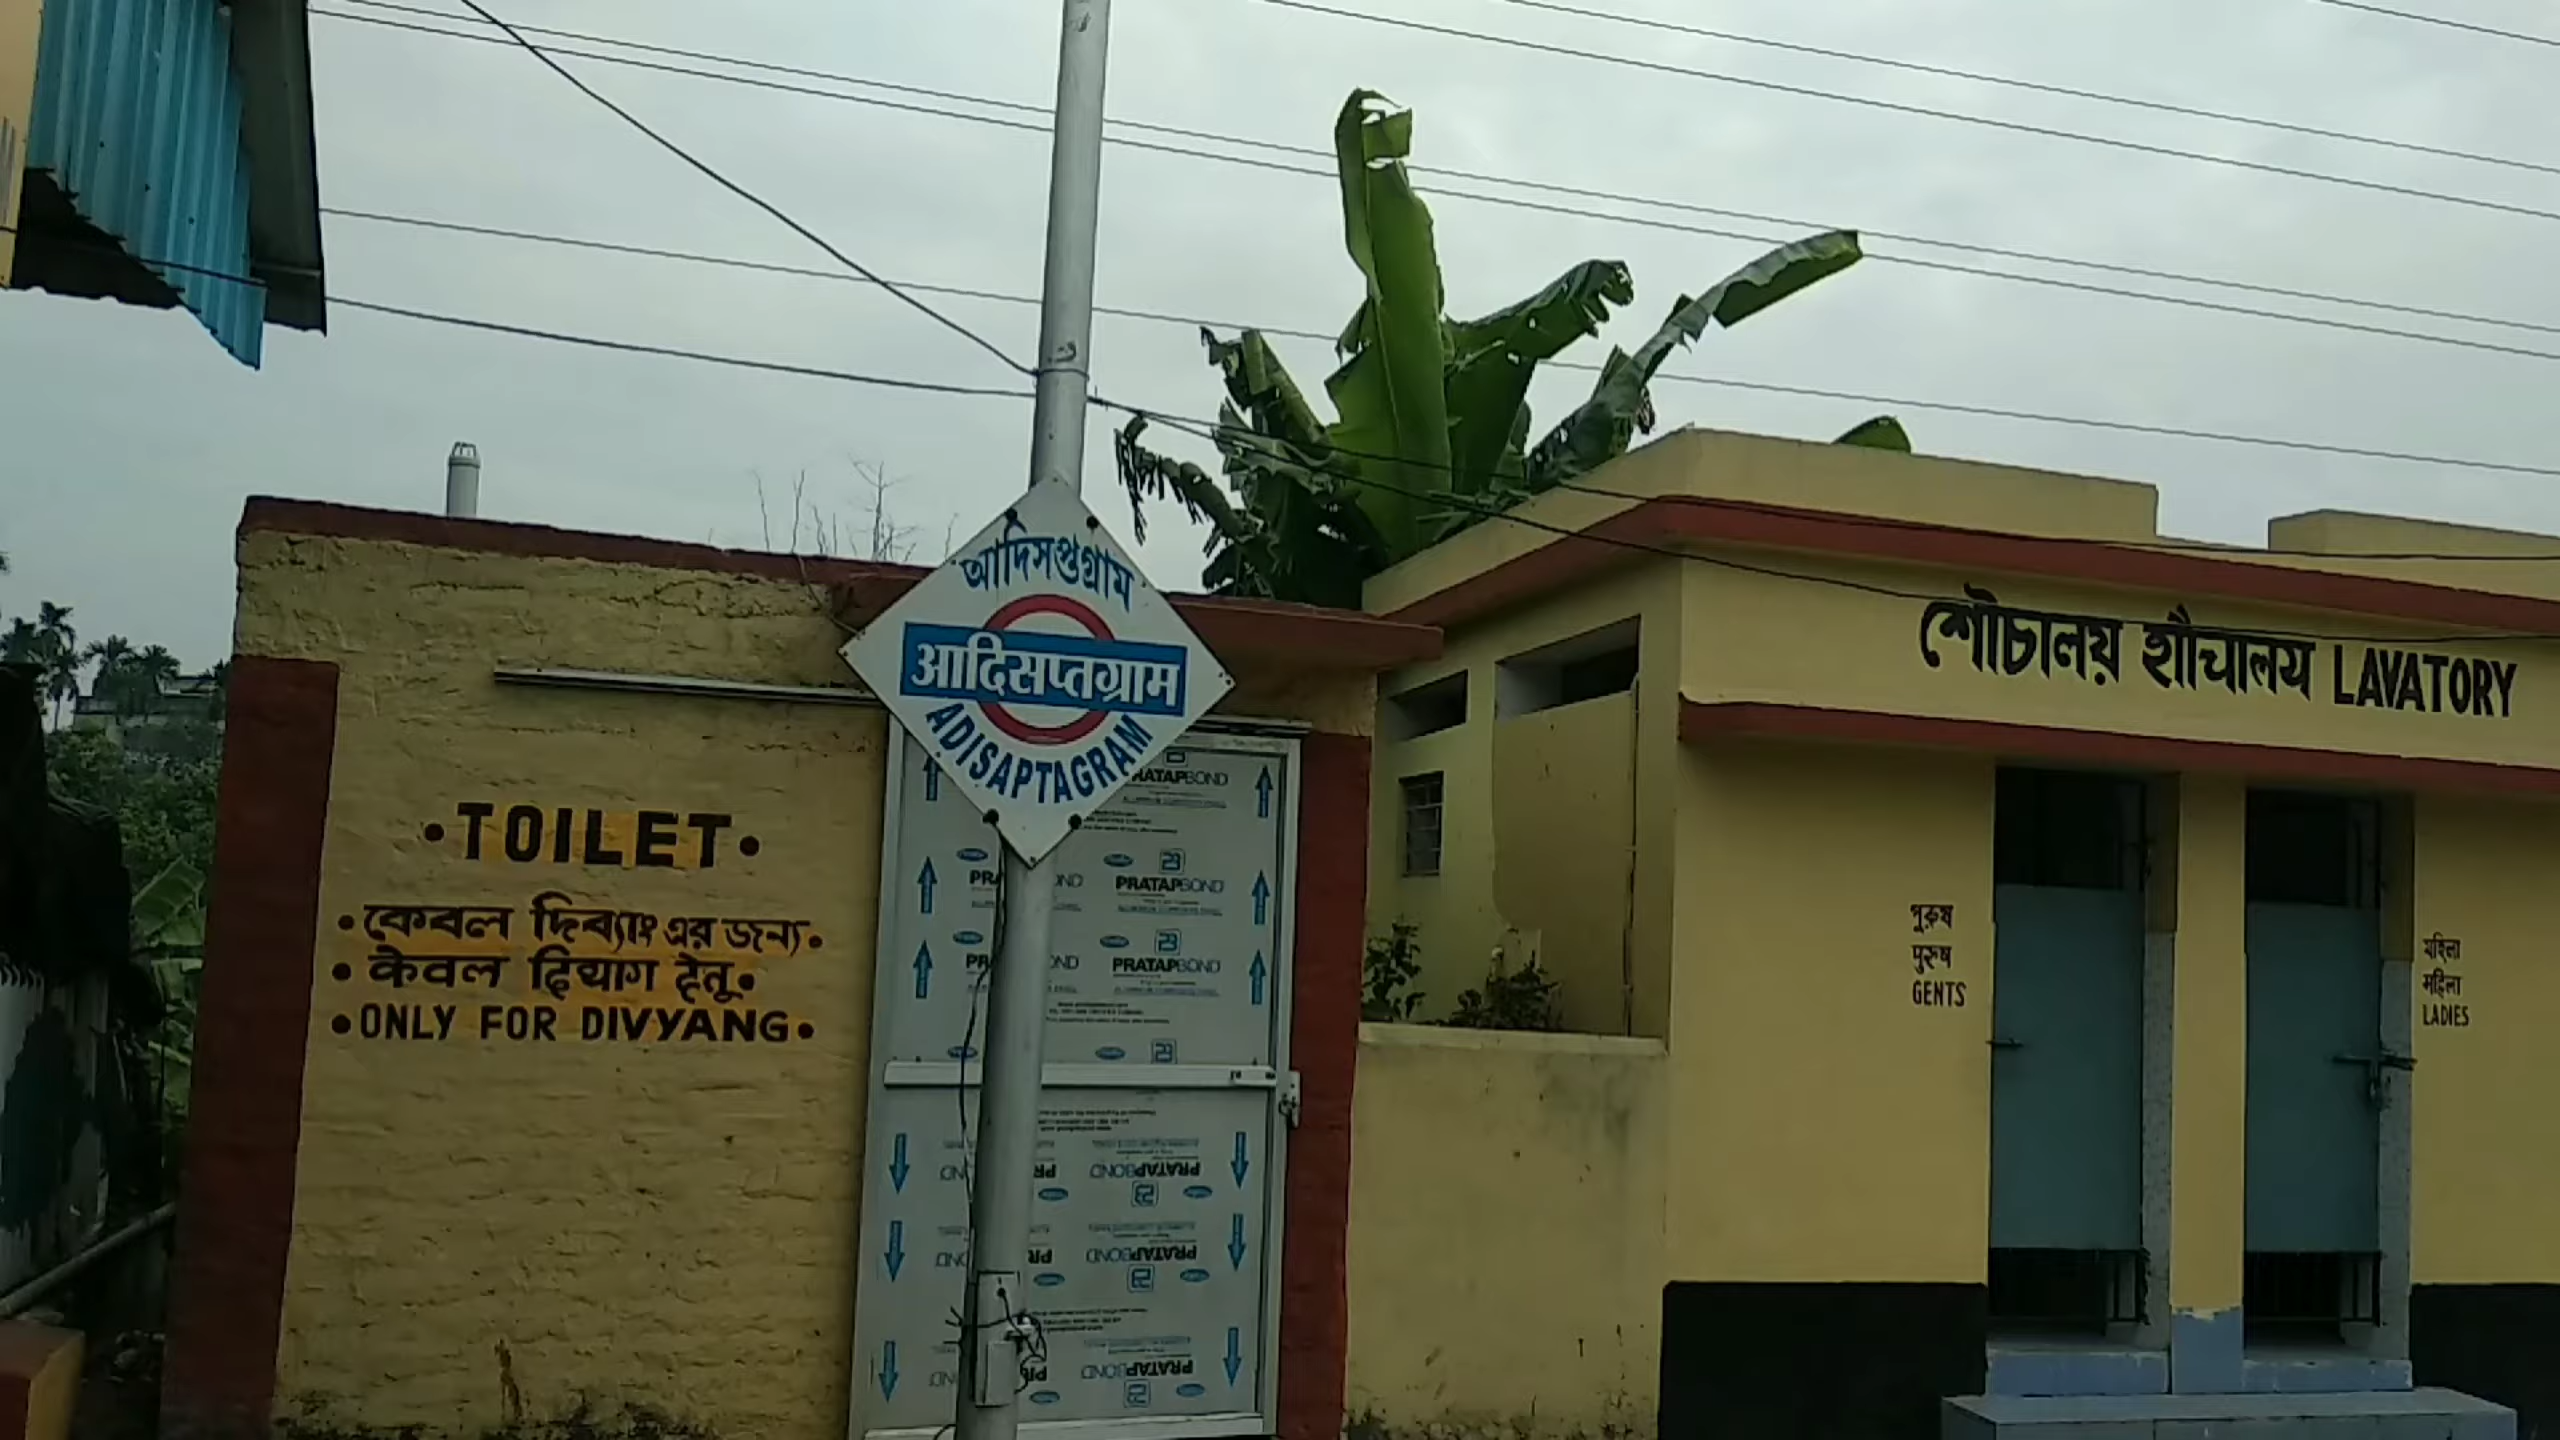 আদিসপ্তগ্রাম
आदिसप्तग्राम
ADISAPTAGRAM
•TOILET•
•কেবল দিব্যাং এর জন্য•
•केवल दिव्याग हेतू•
•ONLY FOR DIVYANG•
শৌচালয় शौचालय LAVATORY
পুরুষ
पुरुष
GENTS
মহিলা
महिला
LADIES
PRATAPBOND
PRATAPBOND
PRATAPBOND
PRATAPBOND
PRATAPBOND